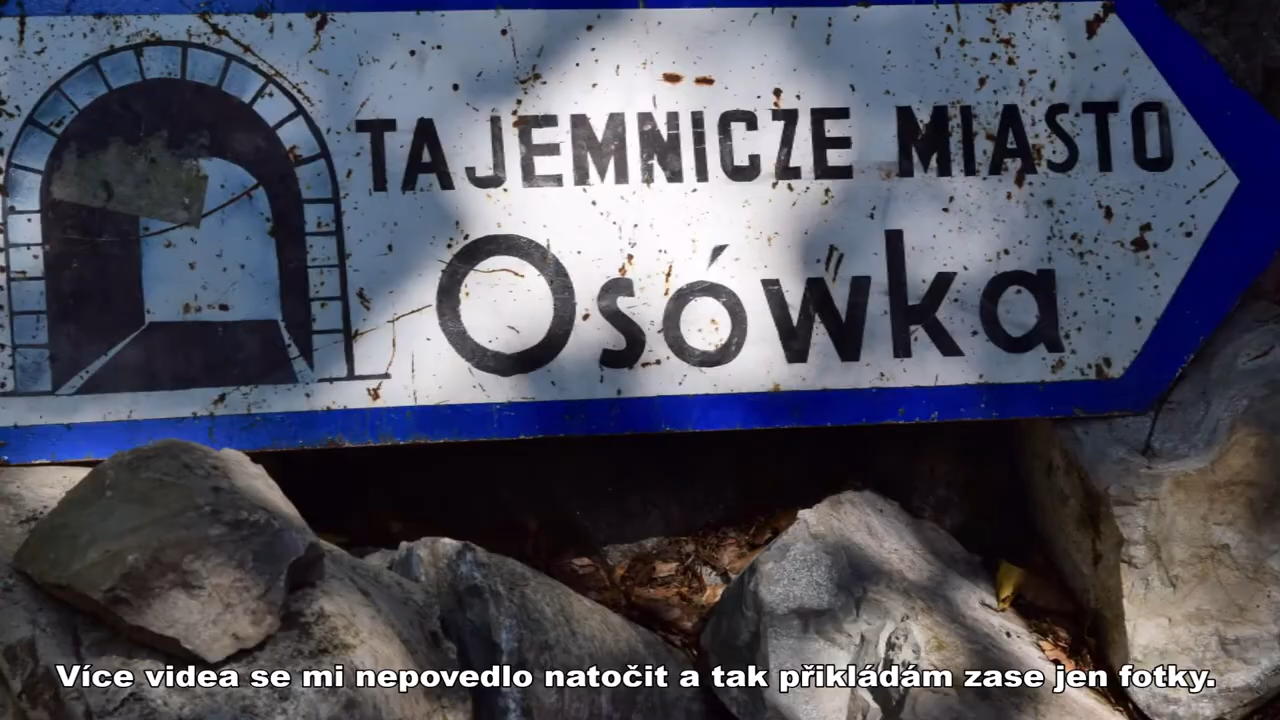 TAJEMNICZE MIASTO
Osówka
Více videa se mi nepovedlo natočit a tak přikládám zase jen fotky.